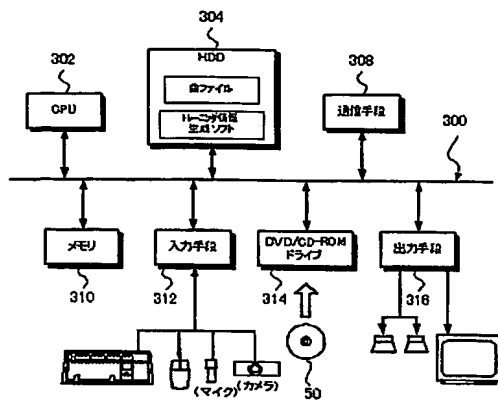 304
302
HDD
308
CPU
曲ファイル
通信手段
トレーニング情報
生成ソフト
300
メモリ
入力手段
DVD/CD-ROM
ドライブ
出力手段
310
312
314
316
(マイク)
(カメラ)
50